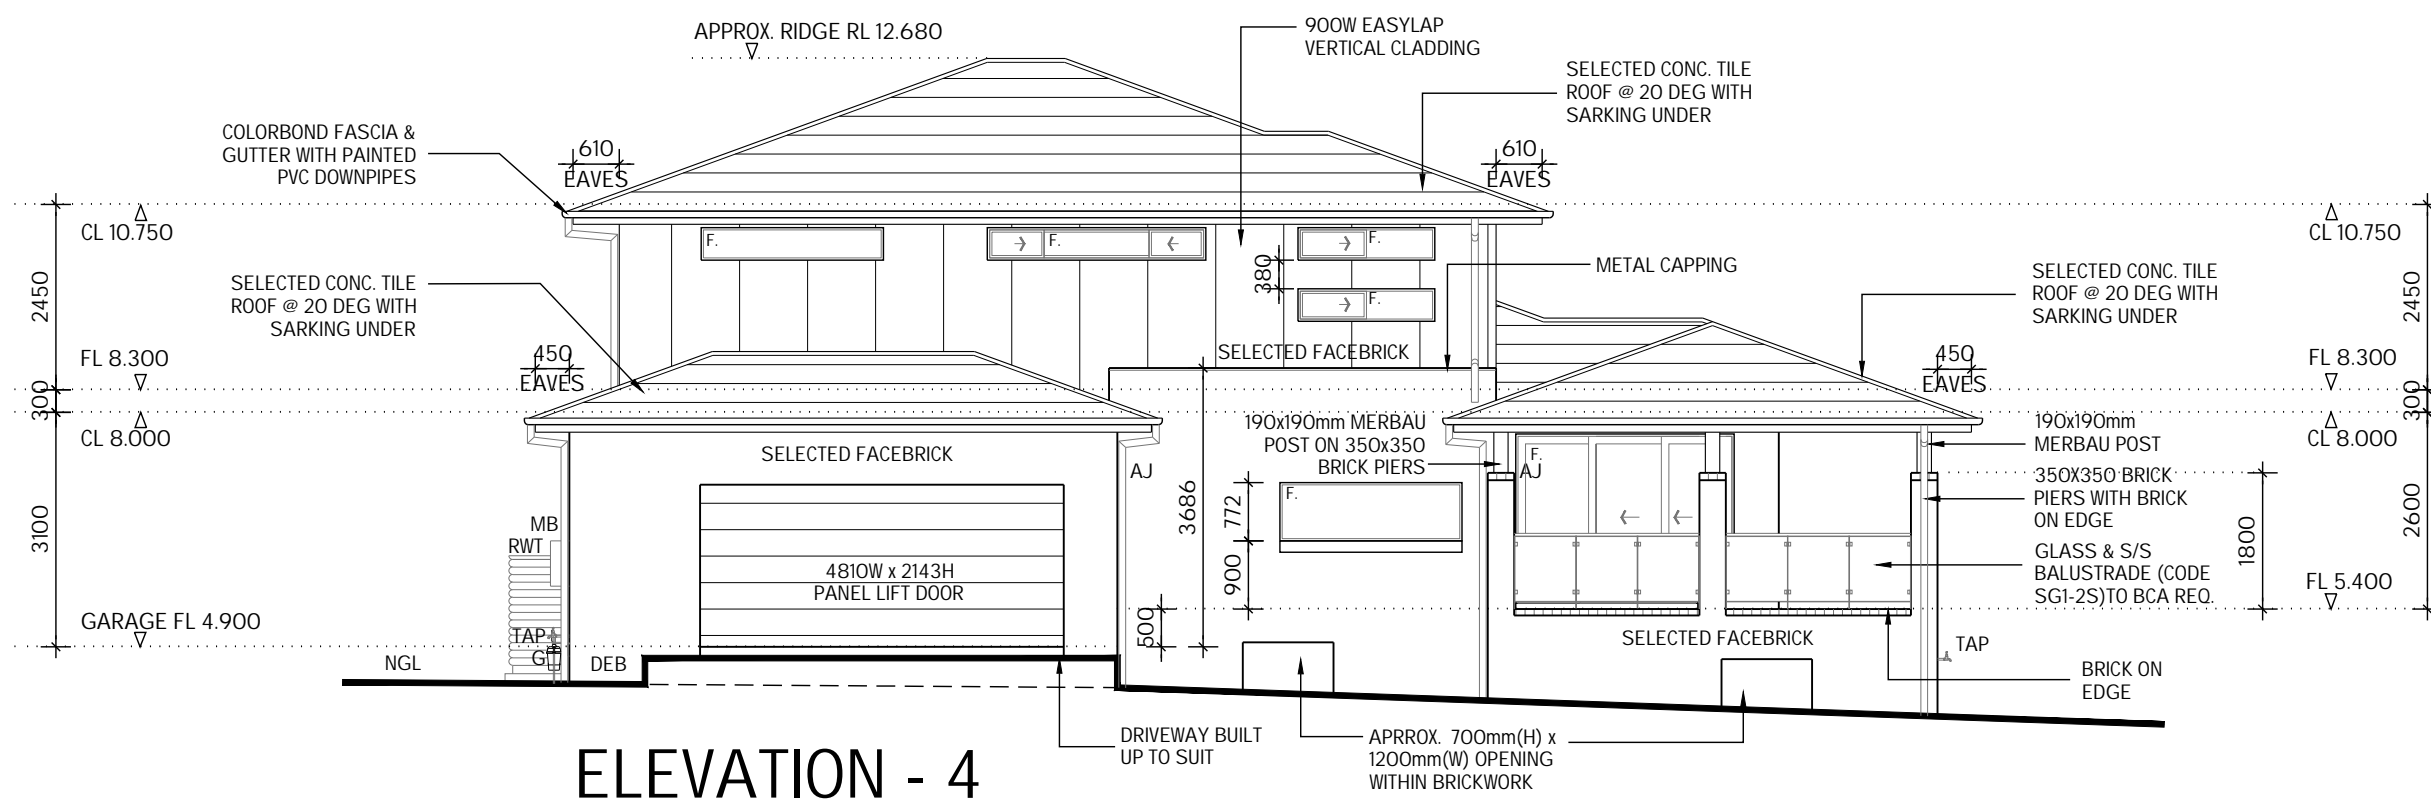 APPROX. RIDGE RL 12.680
900W EASYLAP
VERTICAL CLADDING
SELECTED CONC. TILE
ROOF @ 20 DEG WITH
SARKING UNDER
COLORBOND FASCIA &
GUTTER WITH PAINTED
PVC DOWNPIPES
610
EAVES
610
EAVES
CL 10.750
CL 10.750
F.
F.
F.
F.
380
METAL CAPPING
SELECTED CONC. TILE
ROOF @ 20 DEG WITH
SARKING UNDER
SELECTED CONC. TILE
ROOF @ 20 DEG WITH
SARKING UNDER
2450
2450
FL 8.300
FL 8.300
450
EAVES
450
EAVES
SELECTED FACEBRICK
300
300
CL 8.000
CL 8.000
190x190mm MERBAU
POST ON 350x350
BRICK PIERS
190x190mm
MERBAU POST
SELECTED FACEBRICK
AJ
F.
AJ
350X350 BRICK
PIERS WITH BRICK
ON EDGE
F.
772
3686
900
500
3100
2600
1800
MB
RWT
4810W x 2143H
PANEL LIFT DOOR
GLASS & S/S
BALUSTRADE (CODE
SG1-2S)TO BCA REQ.
FL 5.400
GARAGE FL 4.900
TAP
G
NGL
DEB
SELECTED FACEBRICK
TAP
BRICK ON
EDGE
DRIVEWAY BUILT
UP TO SUIT
APRROX. 700mm(H) x
1200mm(W) OPENING
WITHIN BRICKWORK
ELEVATION - 4